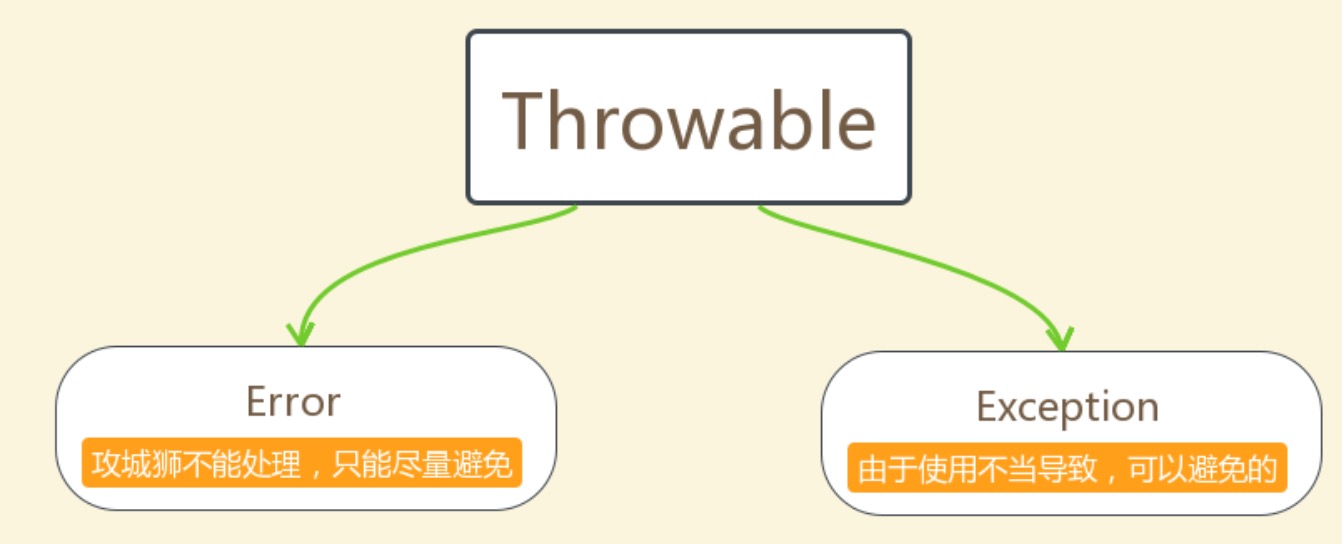 Throwable
Error
攻城狮不能处理，只能尽量避免
Exception
由于使用不当导致，可以避免的